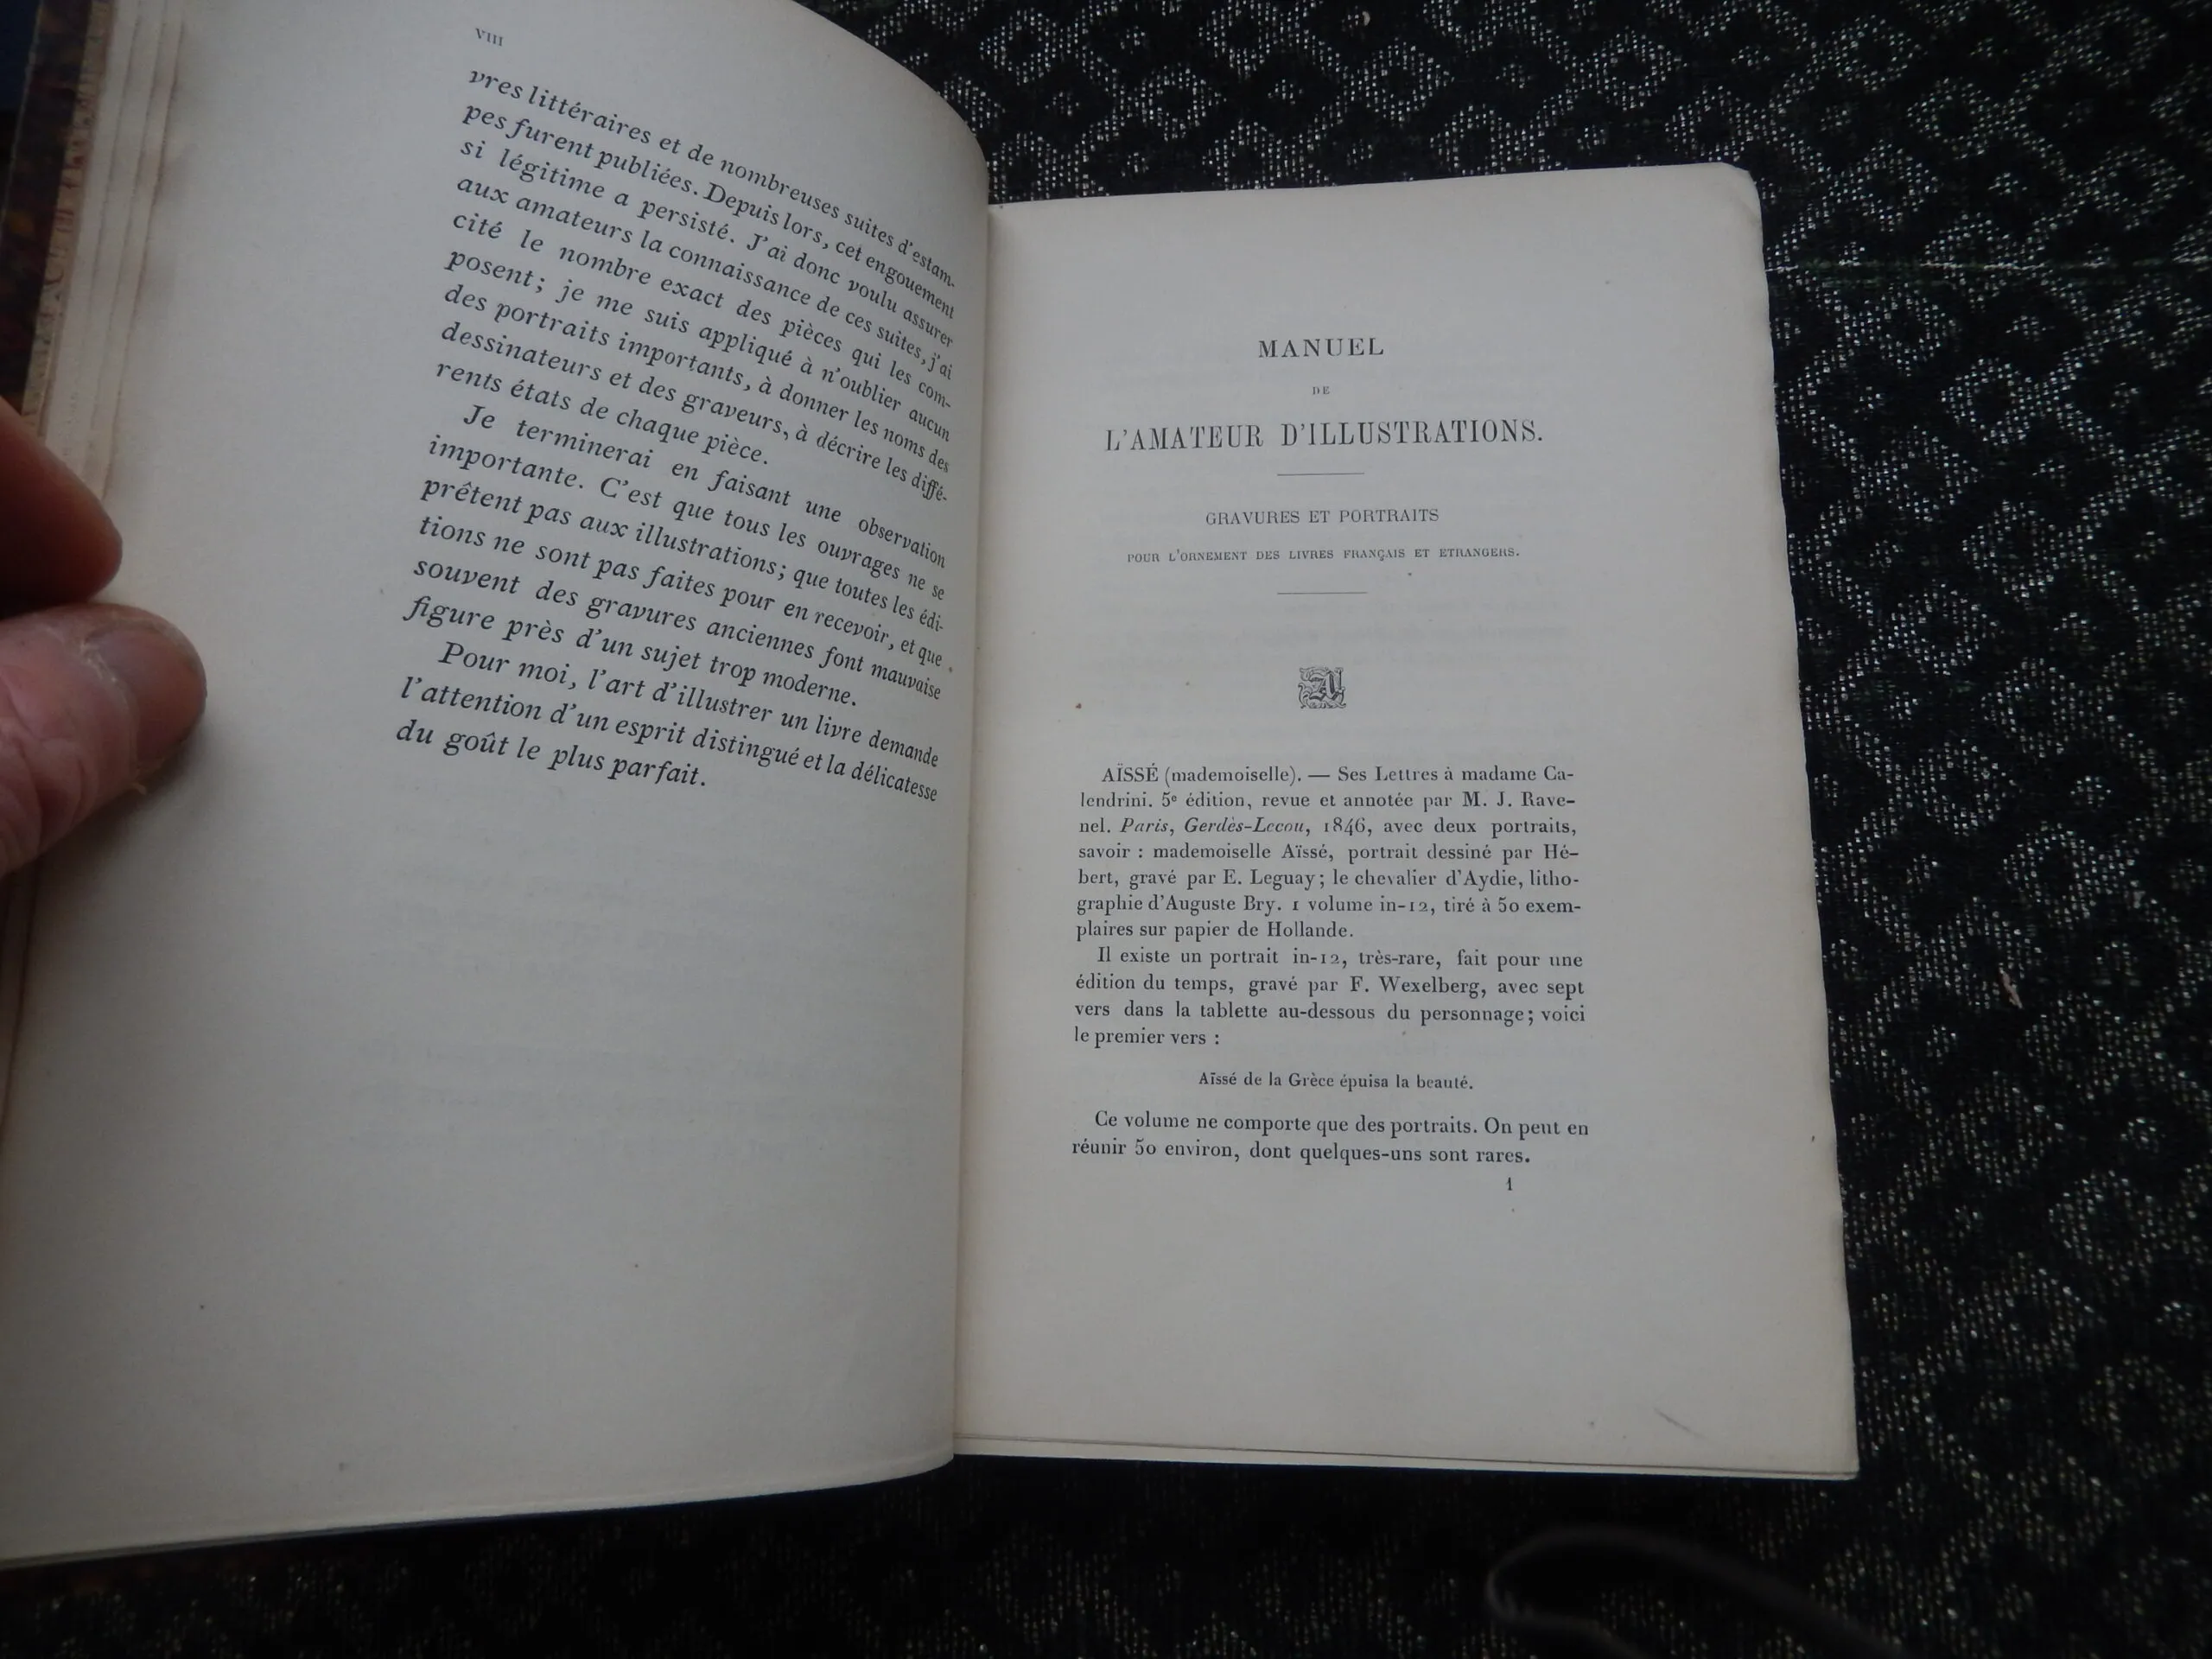 VIII
vres littéraires et de nombreuses suites d'estam-
pes furent publiées. Depuis lors, cet engouement
si légitime a persisté. J'ai donc voulu assurer
aux amateurs la connaissance de ces suites, j'ai
cité le nombre exact des pièces qui les com-
posent; je me suis appliqué à n'oublier aucun
des portraits importants, à donner les noms des
dessinateurs et des graveurs, à décrire les diffé-
rents états de chaque pièce.
Je terminerai en faisant une observation
importante. C'est que tous les ouvrages ne se
prêtent pas aux illustrations; que toutes les édi-
tions ne sont pas faites pour en recevoir, et que
souvent des gravures anciennes font mauvaise
figure près d'un sujet trop moderne.
Pour moi, l'art d'illustrer un livre demande
l'attention d'un esprit distingué et la délicatesse
du goût le plus parfait.
MANUEL
DE
L'AMATEUR D'ILLUSTRATIONS.
GRAVURES ET PORTRAITS
POUR L'ORNEMENT DES LIVRES FRANÇAIS ET ETRANGERS.
A
AÏSSÉ (mademoiselle). — Ses Lettres à madame Ca-
lendrini. 5e édition, revue et annotée par M. J. Rave-
nel. Paris, Gerdès-Lecou, 1846, avec deux portraits,
savoir : mademoiselle Aïssé, portrait dessiné par Hé-
bert, gravé par E. Leguay; le chevalier d'Aydie, litho-
graphie d'Auguste Bry. 1 volume in-12, tiré à 50 exem-
plaires sur papier de Hollande.
Il existe un portrait in-12, très-rare, fait pour une
édition du temps, gravé par F. Wexelberg, avec sept
vers dans la tablette au-dessous du personnage; voici
le premier vers :
Aïssé de la Grèce épuisa la beauté.
Ce volume ne comporte que des portraits. On peut en
réunir 50 environ, dont quelques-uns sont rares.
1